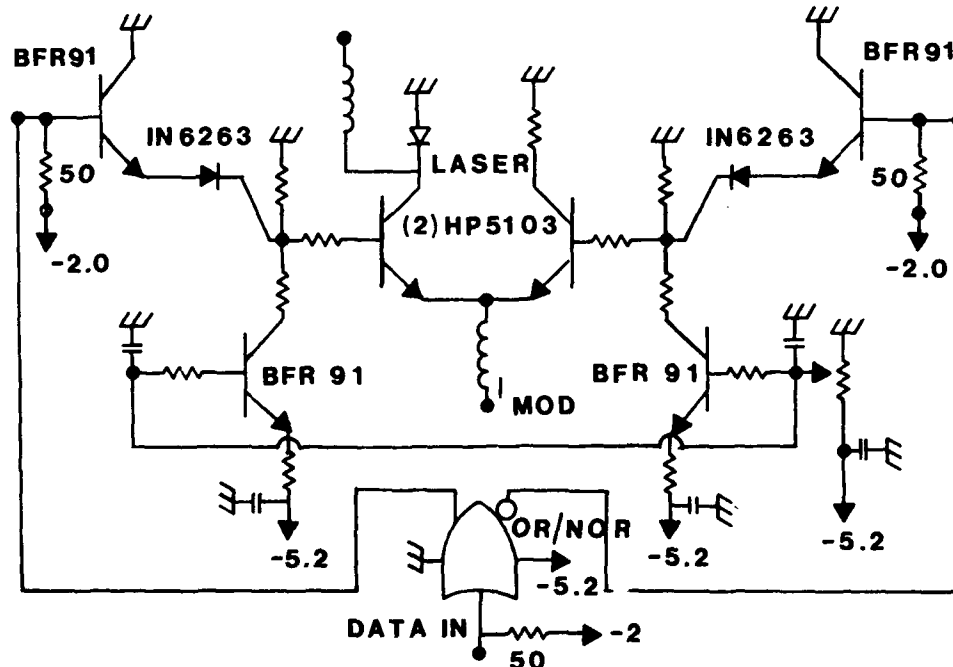 BFR91
BFR91
IN6263
IN6263
LASER
50
50
(2)HP5103
-2.0
-2.0
BFR 91
BFR 91
I MOD
OR/NOR
-5.2
-5.2
-5.2
-5.2
DATA IN
-2
50